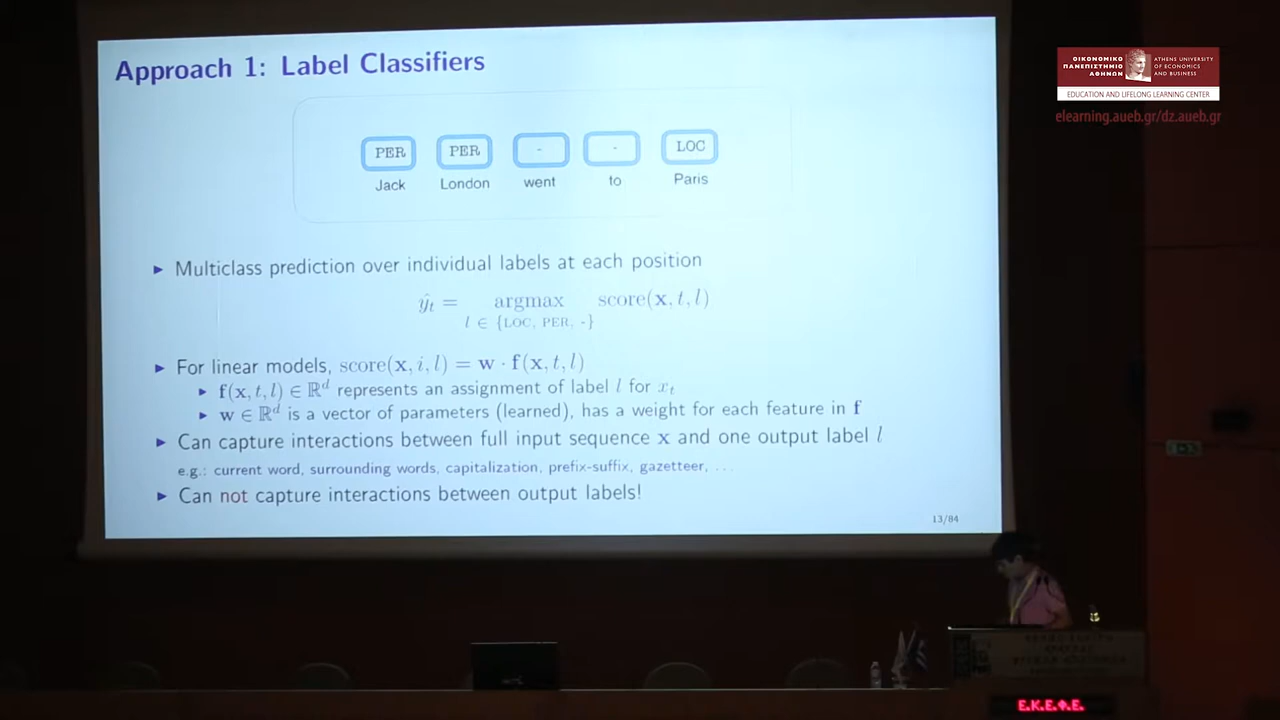 Approach 1: Label Classifiers
PER PER - - LOC
Jack London went to Paris
▶ Multiclass prediction over individual labels at each position
ŷ_t = argmax score(x, t, l)
l ∈ {LOC, PER, -}
▶ For linear models, score(x, i, l) = w · f(x, t, l)
▶ f(x, t, l) ∈ ℝ^d represents an assignment of label l for x_t
▶ w ∈ ℝ^d is a vector of parameters (learned), has a weight for each feature in f
▶ Can capture interactions between full input sequence x and one output label l
e.g.: current word, surrounding words, capitalization, prefix-suffix, gazetteer, ...
▶ Can not capture interactions between output labels!
13/84
ΟΙΚΟΝΟΜΙΚΟ
ΠΑΝΕΠΙΣΤΗΜΙΟ
ΑΘΗΝΩΝ
ATHENS UNIVERSITY
OF ECONOMICS
AND BUSINESS
EDUCATION AND LIFELONG LEARNING CENTER
elearning.aueb.gr/dz.aueb.gr
Ε.Κ.Ε.Φ.Ε.